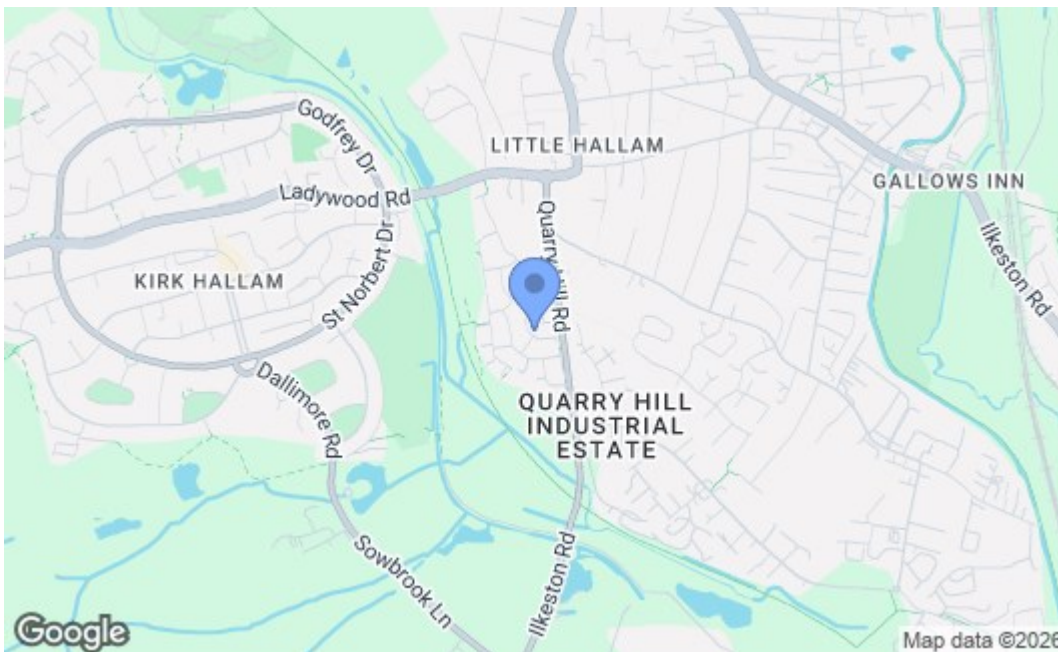 Godfrey Dr
LITTLE HALLAM
Ladywood Rd
GALLOWS INN
Quarry Hill Rd
Ilkeston Rd
KIRK HALLAM
St Norbert Dr
Dallimore Rd
QUARRY HILL
INDUSTRIAL
ESTATE
Sowbrook Ln
Ilkeston Rd
Google
Map data ©2026